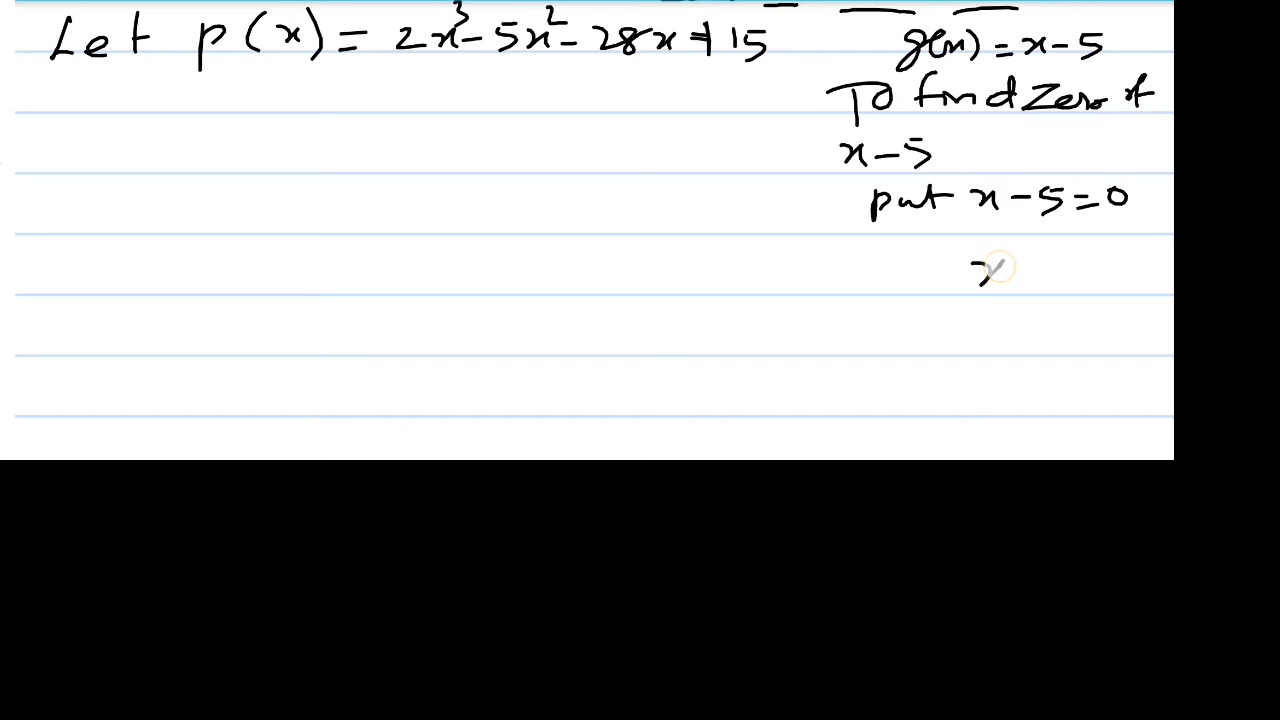 Let p(x) = 2x³ - 5x² - 28x + 15
g(x) = x - 5
To find Zero of
x - 5
put x - 5 = 0
x